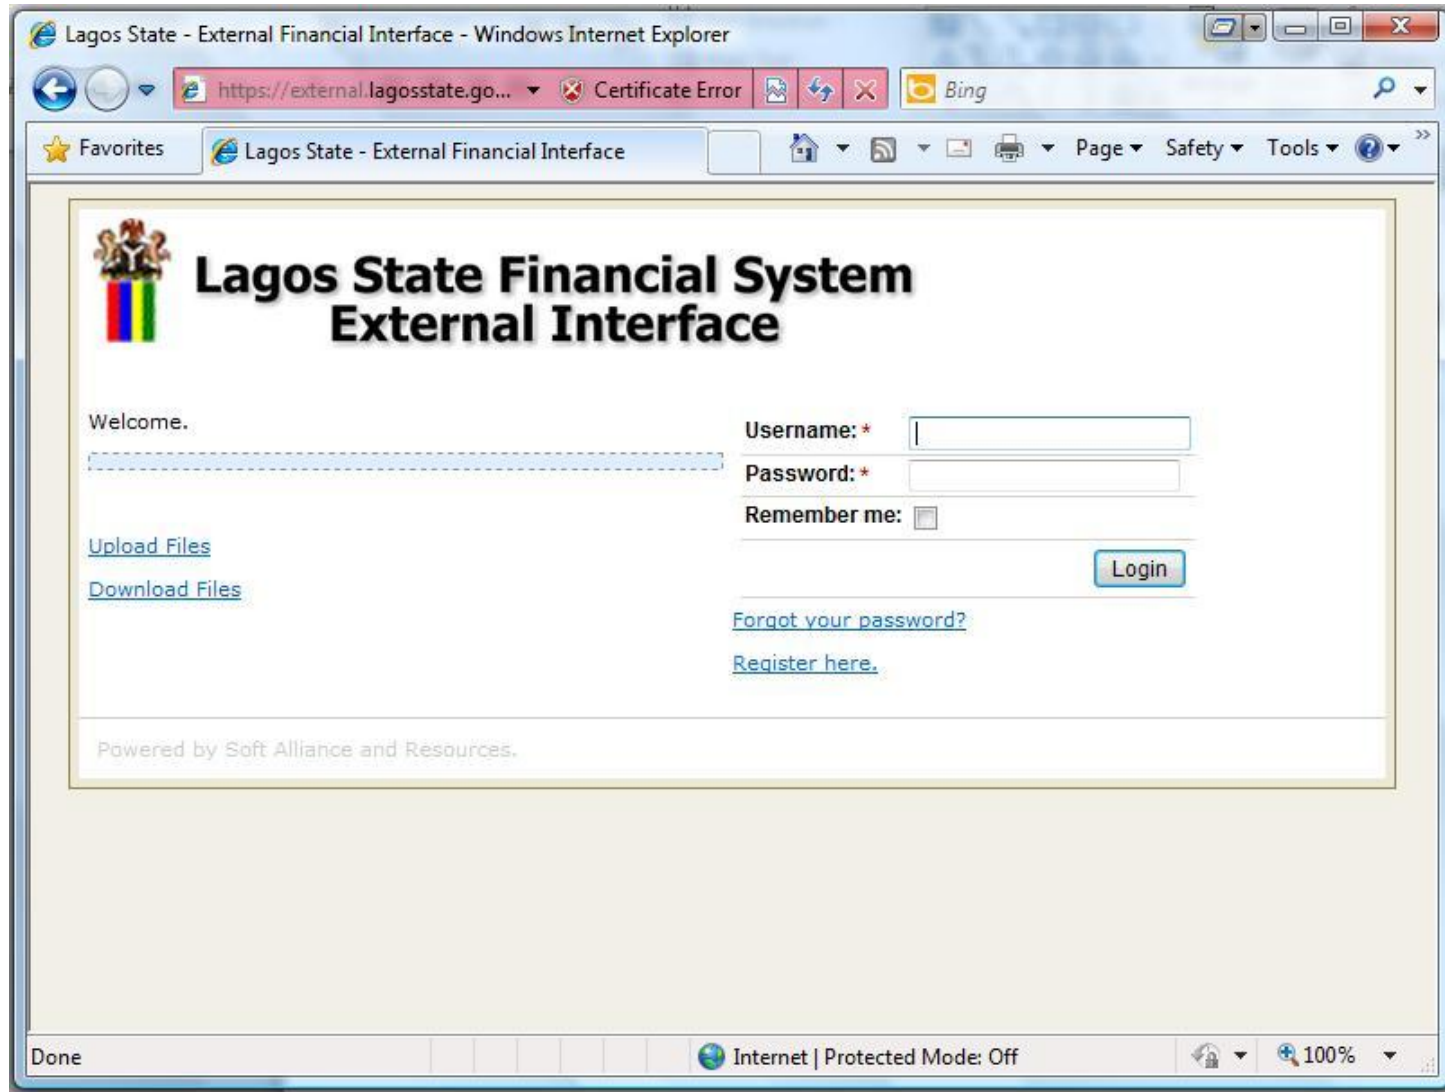 Lagos State - External Financial Interface - Windows Internet Explorer
https://external.lagosstate.go... Certificate Error Bing
Favorites Lagos State - External Financial Interface Page Safety Tools
Lagos State Financial System
External Interface
Welcome.
Username: *
Password: *
Remember me:
Upload Files
Login
Download Files
Forgot your password?
Register here.
Powered by Soft Alliance and Resources.
Done Internet | Protected Mode: Off 100%